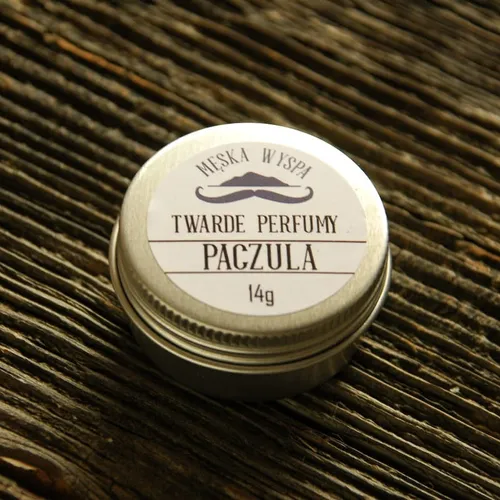 MĘSKA WYSPA
TWARDE PERFUMY
PACZULA
14g